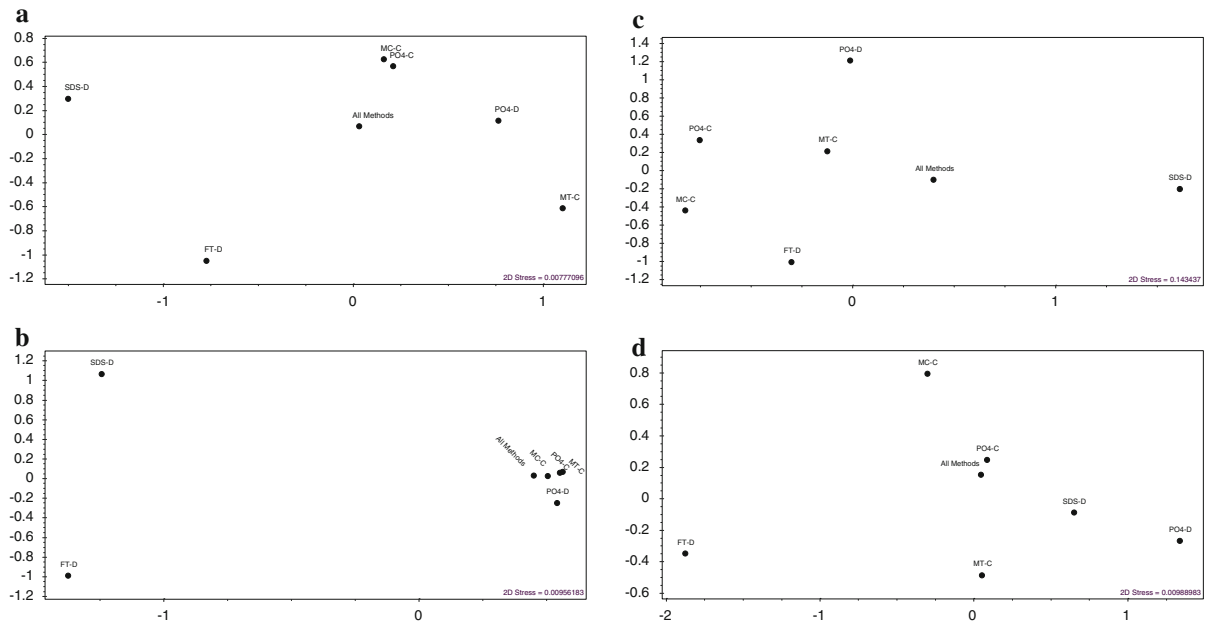 a
0.8
0.6
0.4
0.2
0
-0.2
-0.4
-0.6
-0.8
-1
-1.2
MC-C
PO4-C
SDS-D
All Methods
PO4-D
MT-C
FT-D
2D Stress = 0.00777096
-1 0 1
b
1.2
1
0.8
0.6
0.4
0.2
0
-0.2
-0.4
-0.6
-0.8
-1
-1.2
SDS-D
All Methods
MC-C
PO4-C
MT-C
PO4-D
FT-D
2D Stress = 0.00956183
-1 0
c
1.4
1.2
1
0.8
0.6
0.4
0.2
0
-0.2
-0.4
-0.6
-0.8
-1
-1.2
PO4-D
PO4-C
MT-C
All Methods
SDS-D
MC-C
FT-D
2D Stress = 0.143437
0 1
d
0.8
0.6
0.4
0.2
0
-0.2
-0.4
-0.6
MC-C
PO4-C
All Methods
SDS-D
PO4-D
FT-D
MT-C
2D Stress = 0.00988983
-2 -1 0 1